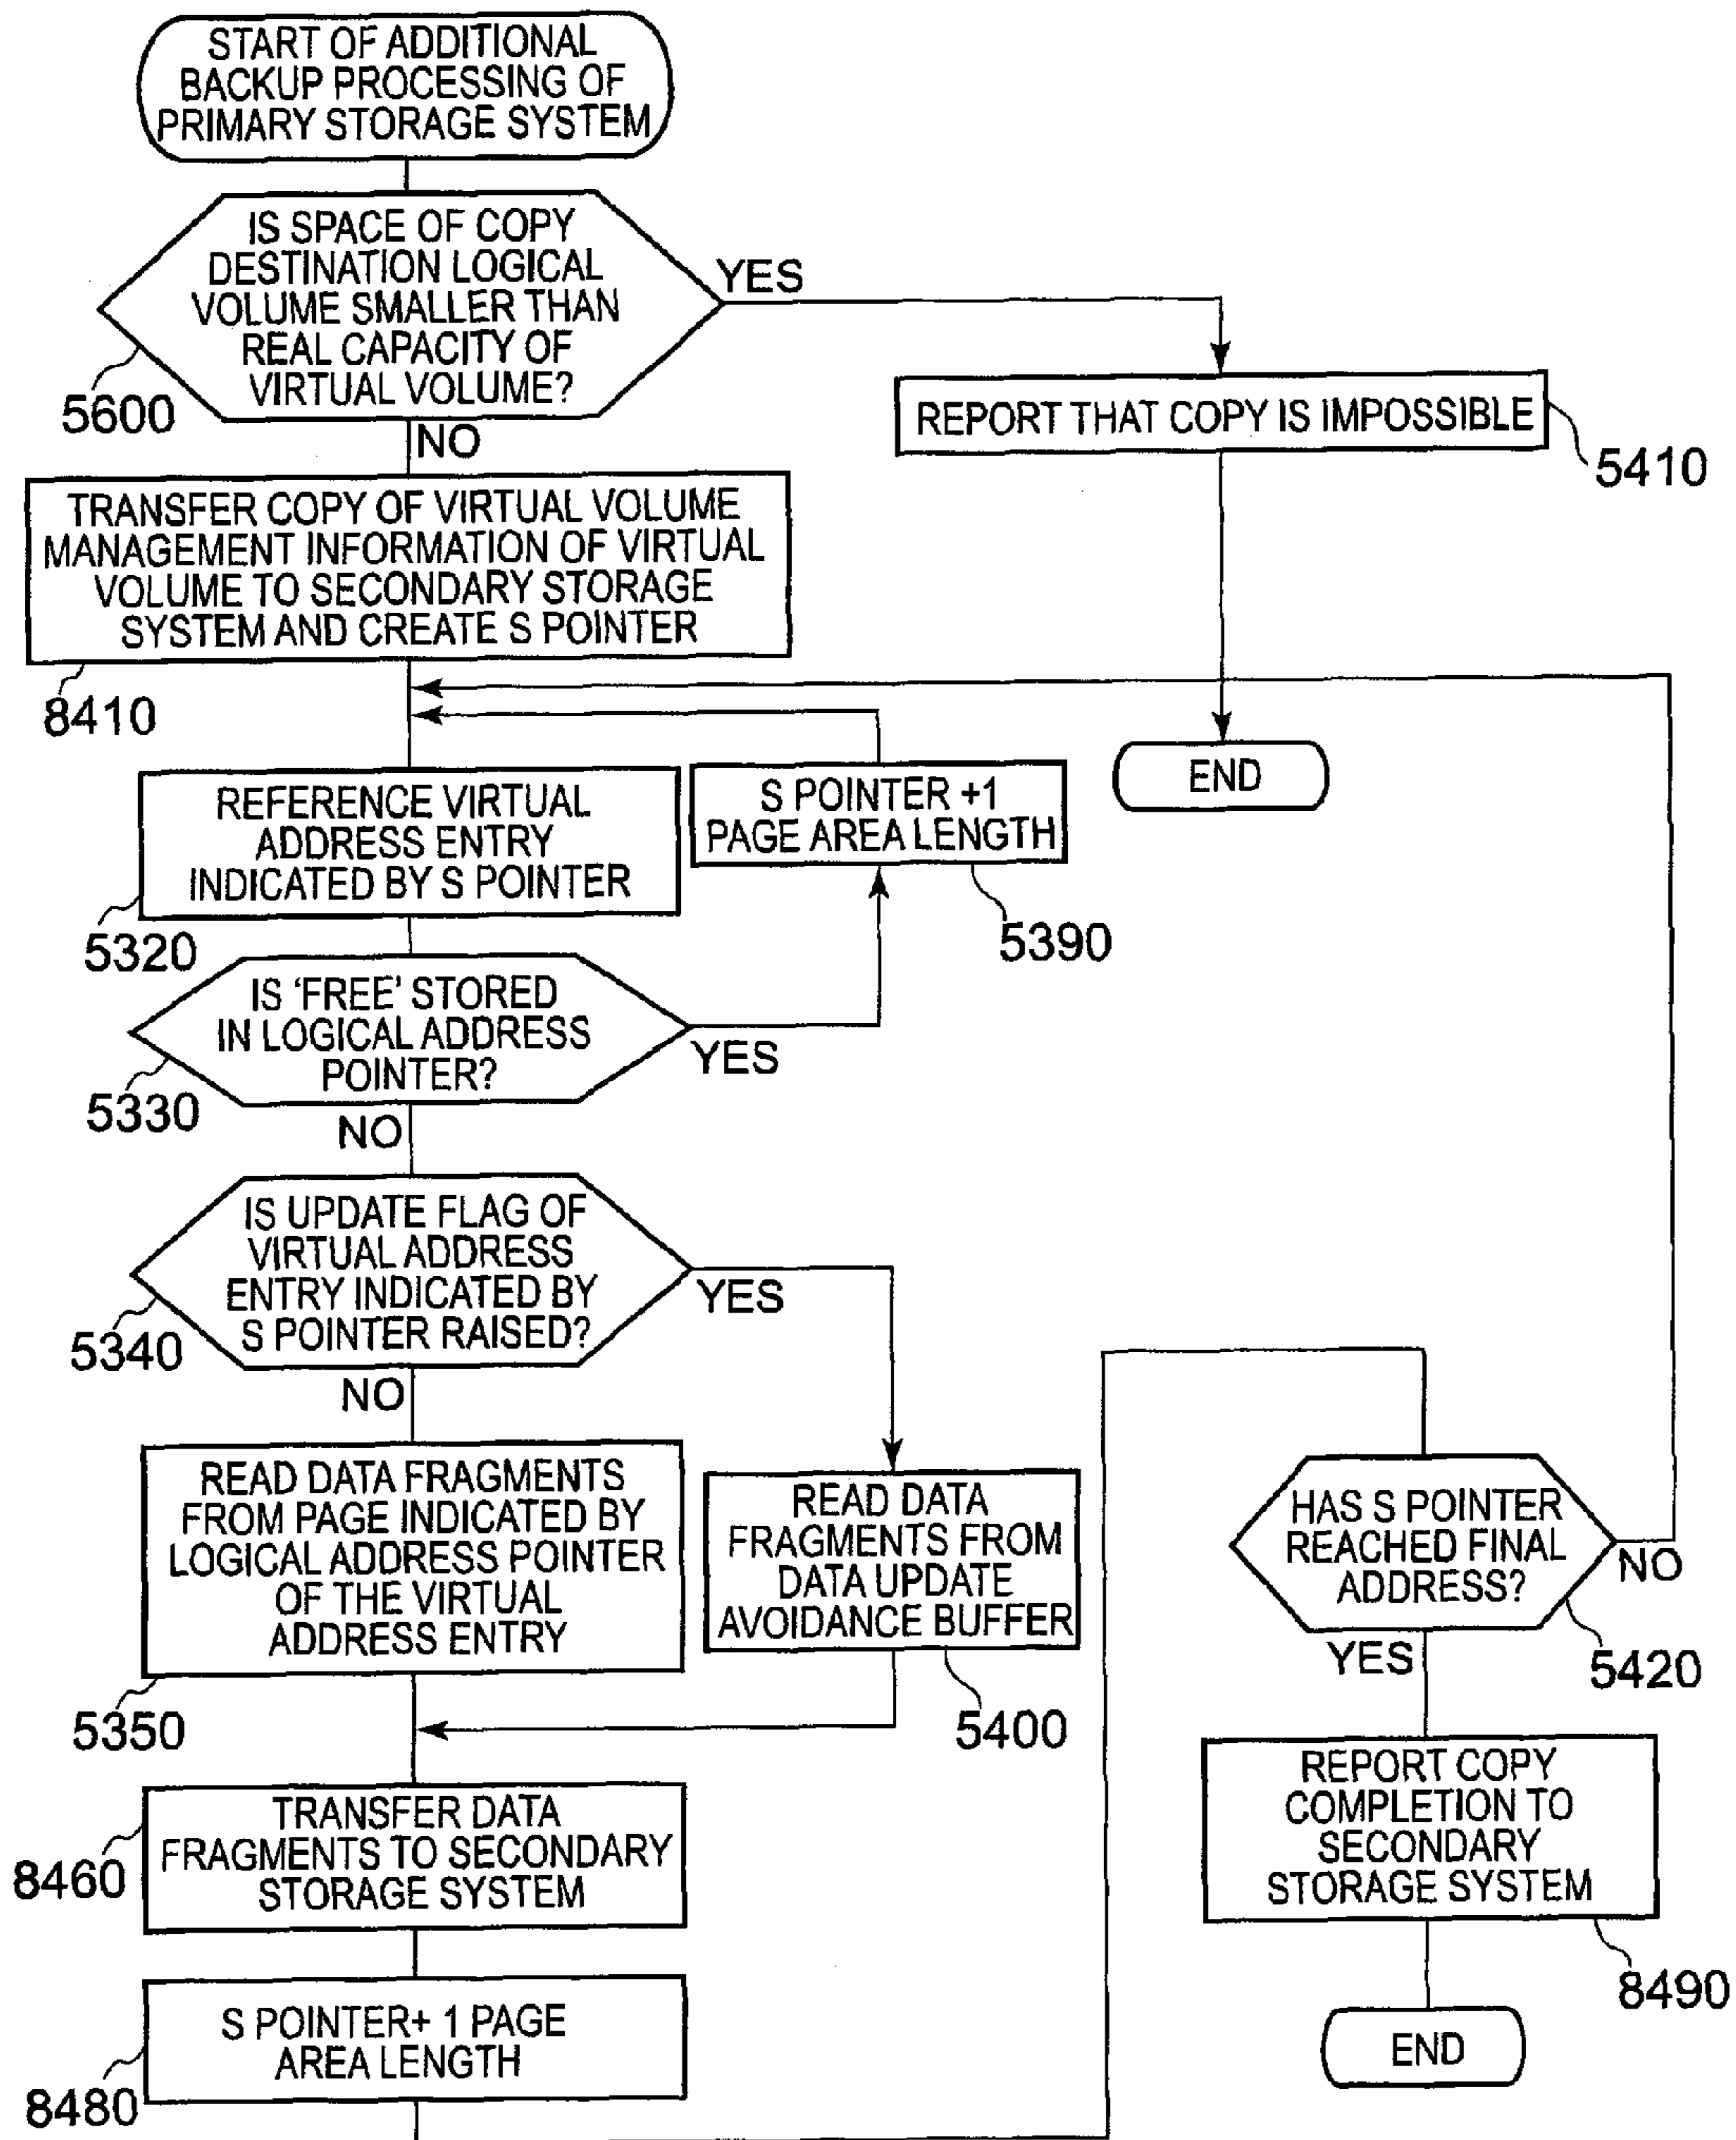 START OF ADDITIONAL
BACKUP PROCESSING OF
PRIMARY STORAGE SYSTEM
IS SPACE OF COPY
DESTINATION LOGICAL
VOLUME SMALLER THAN
REAL CAPACITY OF
VIRTUAL VOLUME?
YES
5600
NO
REPORT THAT COPY IS IMPOSSIBLE
5410
END
TRANSFER COPY OF VIRTUAL VOLUME
MANAGEMENT INFORMATION OF VIRTUAL
VOLUME TO SECONDARY STORAGE
SYSTEM AND CREATE S POINTER
8410
REFERENCE VIRTUAL
ADDRESS ENTRY
INDICATED BY S POINTER
5320
S POINTER +1
PAGE AREA LENGTH
5390
IS 'FREE' STORED
IN LOGICAL ADDRESS
POINTER?
YES
5330
NO
IS UPDATE FLAG OF
VIRTUAL ADDRESS
ENTRY INDICATED BY
S POINTER RAISED?
YES
5340
NO
READ DATA FRAGMENTS
FROM PAGE INDICATED BY
LOGICAL ADDRESS POINTER
OF THE VIRTUAL
ADDRESS ENTRY
5350
READ DATA
FRAGMENTS FROM
DATA UPDATE
AVOIDANCE BUFFER
5400
TRANSFER DATA
FRAGMENTS TO SECONDARY
STORAGE SYSTEM
8460
S POINTER+ 1 PAGE
AREA LENGTH
8480
HAS S POINTER
REACHED FINAL
ADDRESS?
NO
YES
5420
REPORT COPY
COMPLETION TO
SECONDARY
STORAGE SYSTEM
8490
END